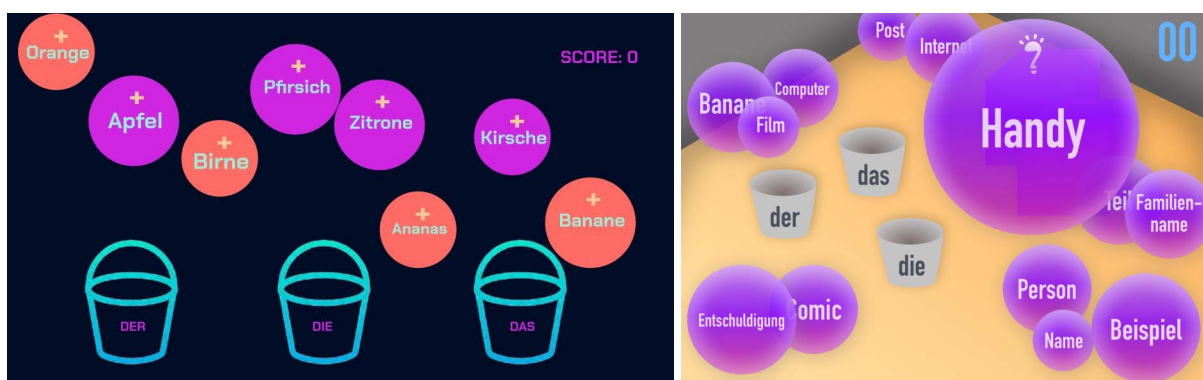 Orange
Apfel
Birne
Pfirsich
Zitrone
Kirsche
Ananas
Banane
SCORE: 0
DER
DIE
DAS
Post
Internet
00
Computer
Banane
Film
Handy
das
der
die
Teil
Familien-
name
Entschuldigung
Comic
Person
Name
Beispiel